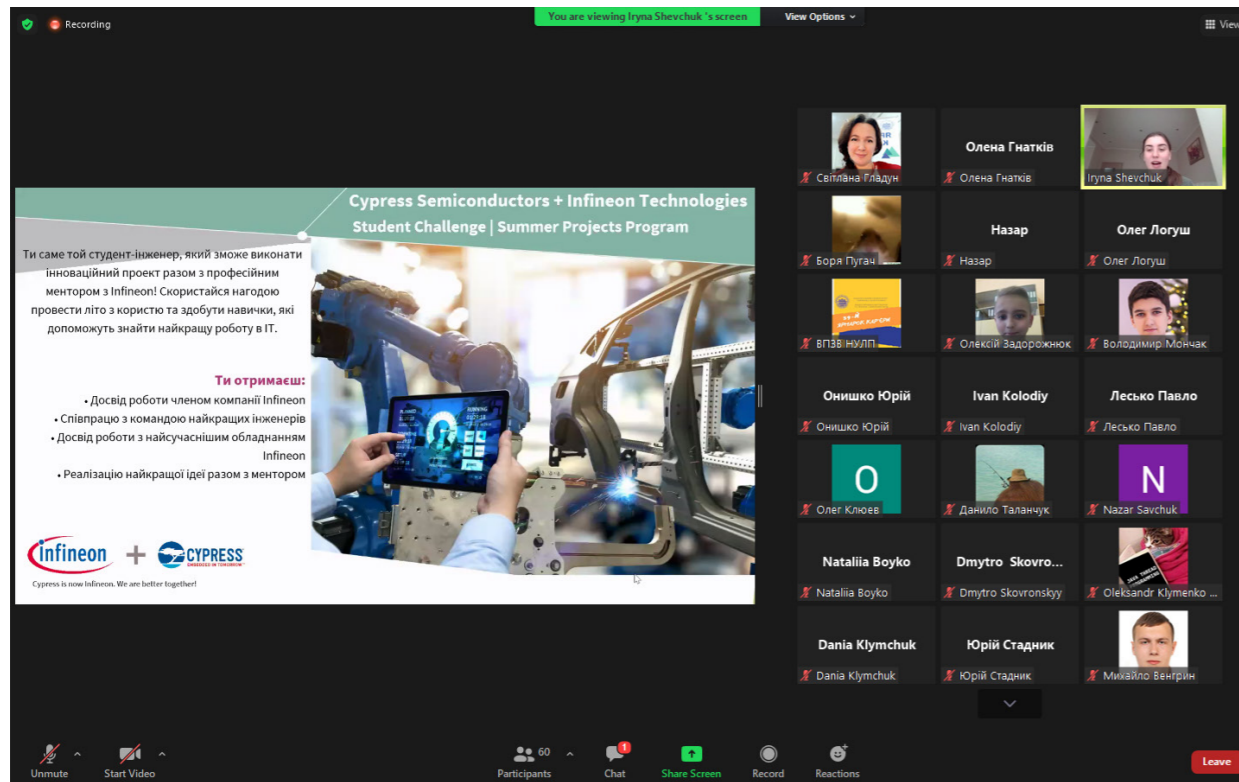 Recording
You are viewing Iryna Shevchuk 's screen
View Options
View
Cypress Semiconductors + Infineon Technologies
Student Challenge | Summer Projects Program
Ти саме той студент-інженер, який зможе виконати
інноваційний проект разом з професійним
ментором з Infineon! Скористайся нагодою
провести літо з користю та здобути навички, які
допоможуть знайти найкращу роботу в ІТ.
Ти отримаєш:
• Досвід роботи членом компанії Infineon
• Співпрацю з командою найкращих інженерів
• Досвід роботи з найсучаснішим обладнанням
Infineon
• Реалізацію найкращої ідеї разом з ментором
infineon + CYPRESS
EMBEDDED IN TOMORROW
Cypress is now Infineon. We are better together!
Світлана Гладун
Олена Гнатків
Олена Гнатків
Iryna Shevchuk
Боря Пугач
Назар
Назар
Олег Логуш
Олег Логуш
ВПЗВ НУЛП
Олексій Задорожнюк
Володимир Мончак
Онишко Юрій
Онишко Юрій
Ivan Kolodiy
Ivan Kolodiy
Лесько Павло
Лесько Павло
О
Олег Клюев
Данило Таланчук
N
Nazar Savchuk
Nataliia Boyko
Nataliia Boyko
Dmytro Skovro...
Dmytro Skovronskyy
JAVA THREAD
PROGRAMMING
Oleksandr Klymenko ...
Dania Klymchuk
Dania Klymchuk
Юрій Стадник
Юрій Стадник
Михайло Венгрин
Unmute
Start Video
60
Participants
1
Chat
Share Screen
Record
Reactions
Leave